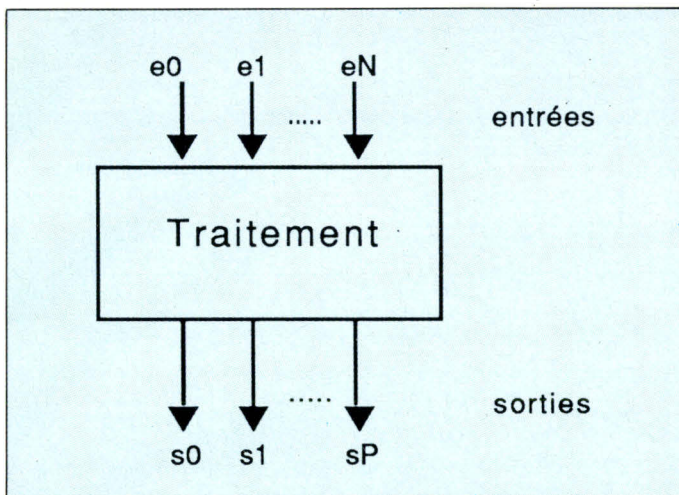 e0 e1 eN
..... entrées
Traitement
..... sorties
s0 s1 sP